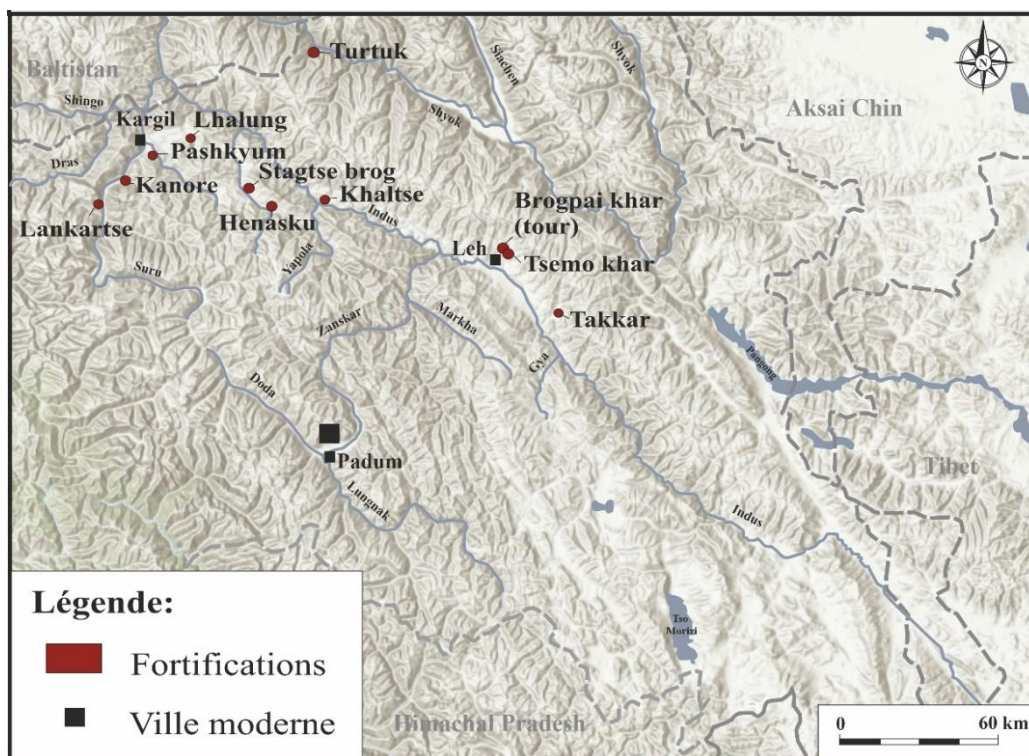 Turtuk
Siachen
Shyok
Baltistan
Aksai Chin
Shingo
Kargil
Lhalung
Shyok
Dras
Pashkyum
Kanore
Stagtse brog
Khaltse
Brogpai khar
(tour)
Lankartse
Henasku
Indus
Leh
Tsemo khar
Yapola
Suru
Zanskar
Markha
Takkar
Gya
Pangong
Doda
Padum
Tibet
Lungnak
Indus
Tso
Moriri
Himachal Pradesh
Légende:
Fortifications
Ville moderne
N
0 60 km